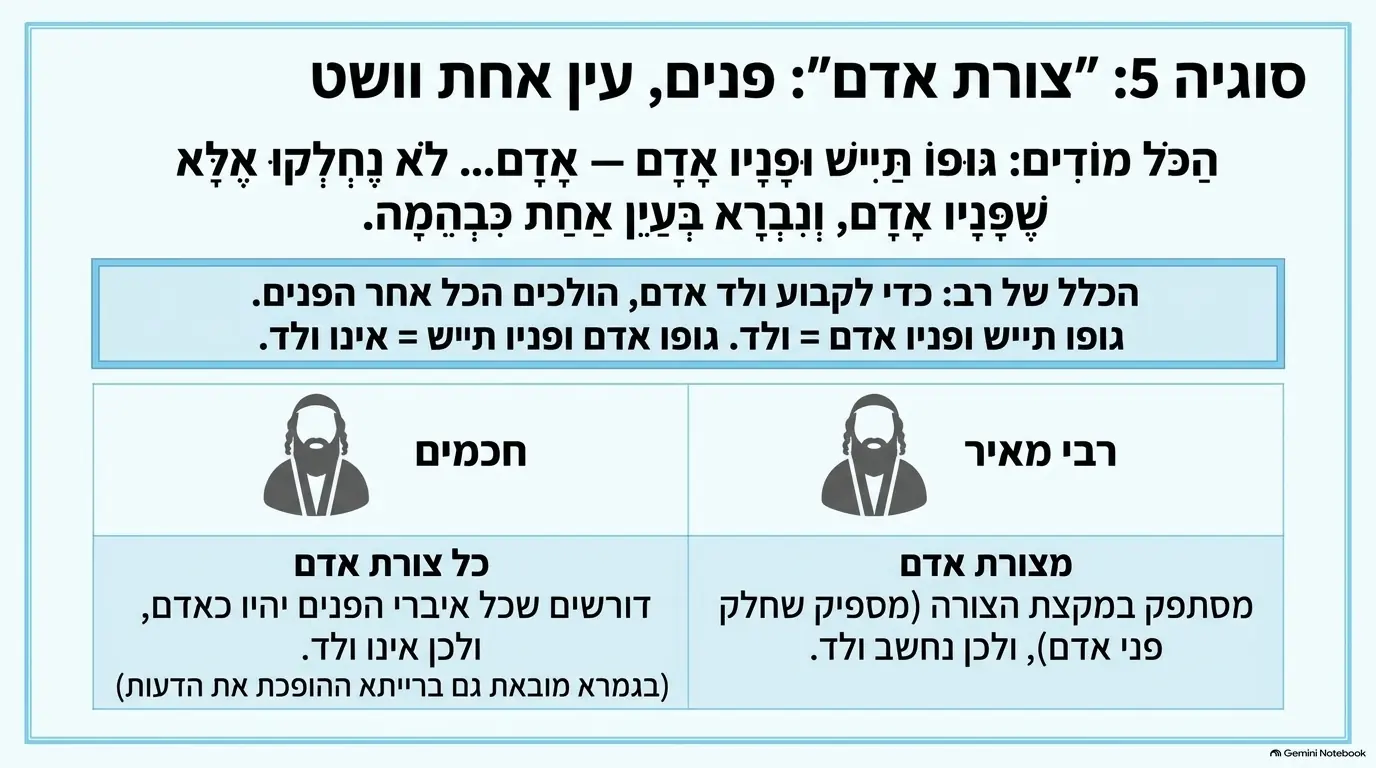 סוגיה 5: "צורת אדם": פנים, עין אחת וושט
הַכֹּל מוֹדִים: גּוּפוֹ תַּיִישׁ וּפָנָיו אָדָם — אָדָם... לֹא נֶחְלְקוּ אֶלָּא
שֶׁפָּנָיו אָדָם, וְנִבְרָא בְּעַיִן אַחַת כִּבְהֵמָה.
הכלל של רב: כדי לקבוע ולד אדם, הולכים הכל אחר הפנים.
גופו תייש ופניו אדם = ולד. גופו אדם ופניו תייש = אינו ולד.
רבי מאיר
חכמים
מצורת אדם
מסתפק במקצת הצורה (מספיק שחלק
פני אדם), ולכן נחשב ולד.
כל צורת אדם
דורשים שכל איברי הפנים יהיו כאדם,
ולכן אינו ולד.
(בגמרא מובאת גם ברייתא ההופכת את הדעות)
Gemini Notebook